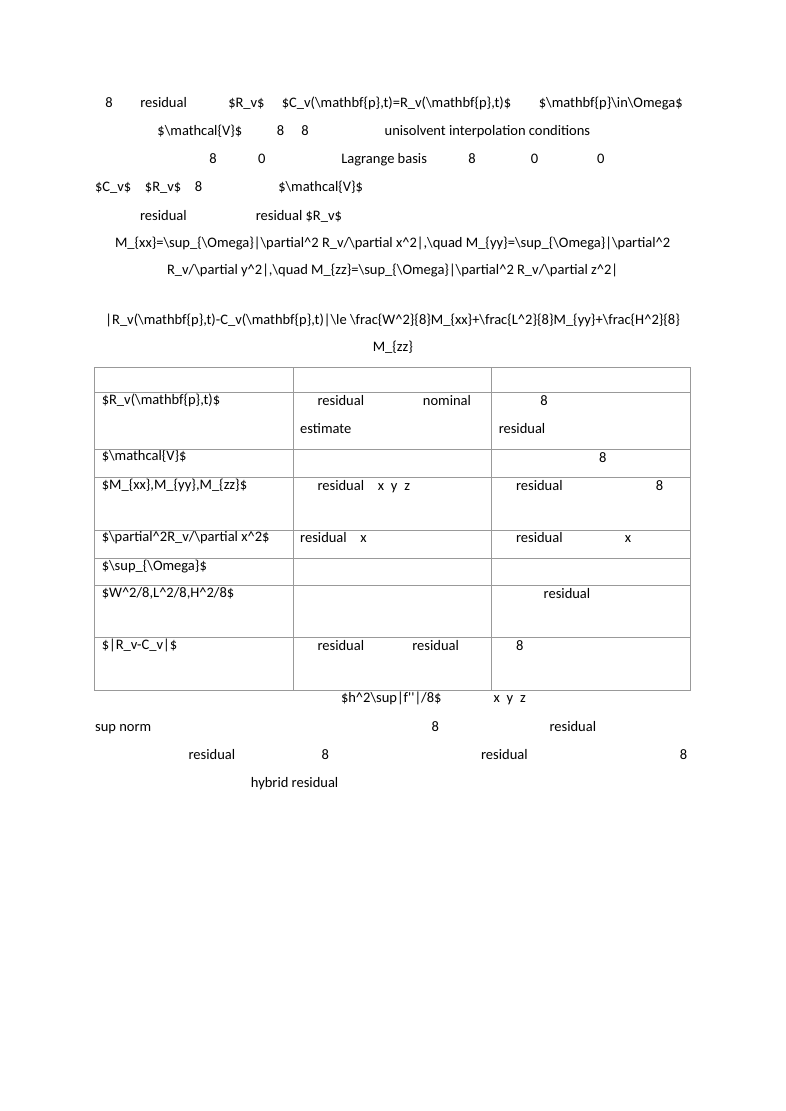 8 residual $R_v$ $C_v(\mathbf{p},t)=R_v(\mathbf{p},t)$ $\mathbf{p}\in\Omega$
$\mathcal{V}$ 8 8 unisolvent interpolation conditions
8 0 Lagrange basis 8 0 0
$C_v$ $R_v$ 8 $\mathcal{V}$
residual residual $R_v$
M_{xx}=\sup_{\Omega}|\partial^2 R_v/\partial x^2|,\quad M_{yy}=\sup_{\Omega}|\partial^2
R_v/\partial y^2|,\quad M_{zz}=\sup_{\Omega}|\partial^2 R_v/\partial z^2|
|R_v(\mathbf{p},t)-C_v(\mathbf{p},t)|\le \frac{W^2}{8}M_{xx}+\frac{L^2}{8}M_{yy}+\frac{H^2}{8}
M_{zz}
$R_v(\mathbf{p},t)$ residual nominal 8
estimate residual
$\mathcal{V}$ 8
$M_{xx},M_{yy},M_{zz}$ residual x y z residual 8
$\partial^2R_v/\partial x^2$ residual x residual x
$\sup_{\Omega}$
$W^2/8,L^2/8,H^2/8$ residual
$|R_v-C_v|$ residual residual 8
$h^2\sup|f''|/8$ x y z
sup norm 8 residual
residual 8 residual 8
hybrid residual